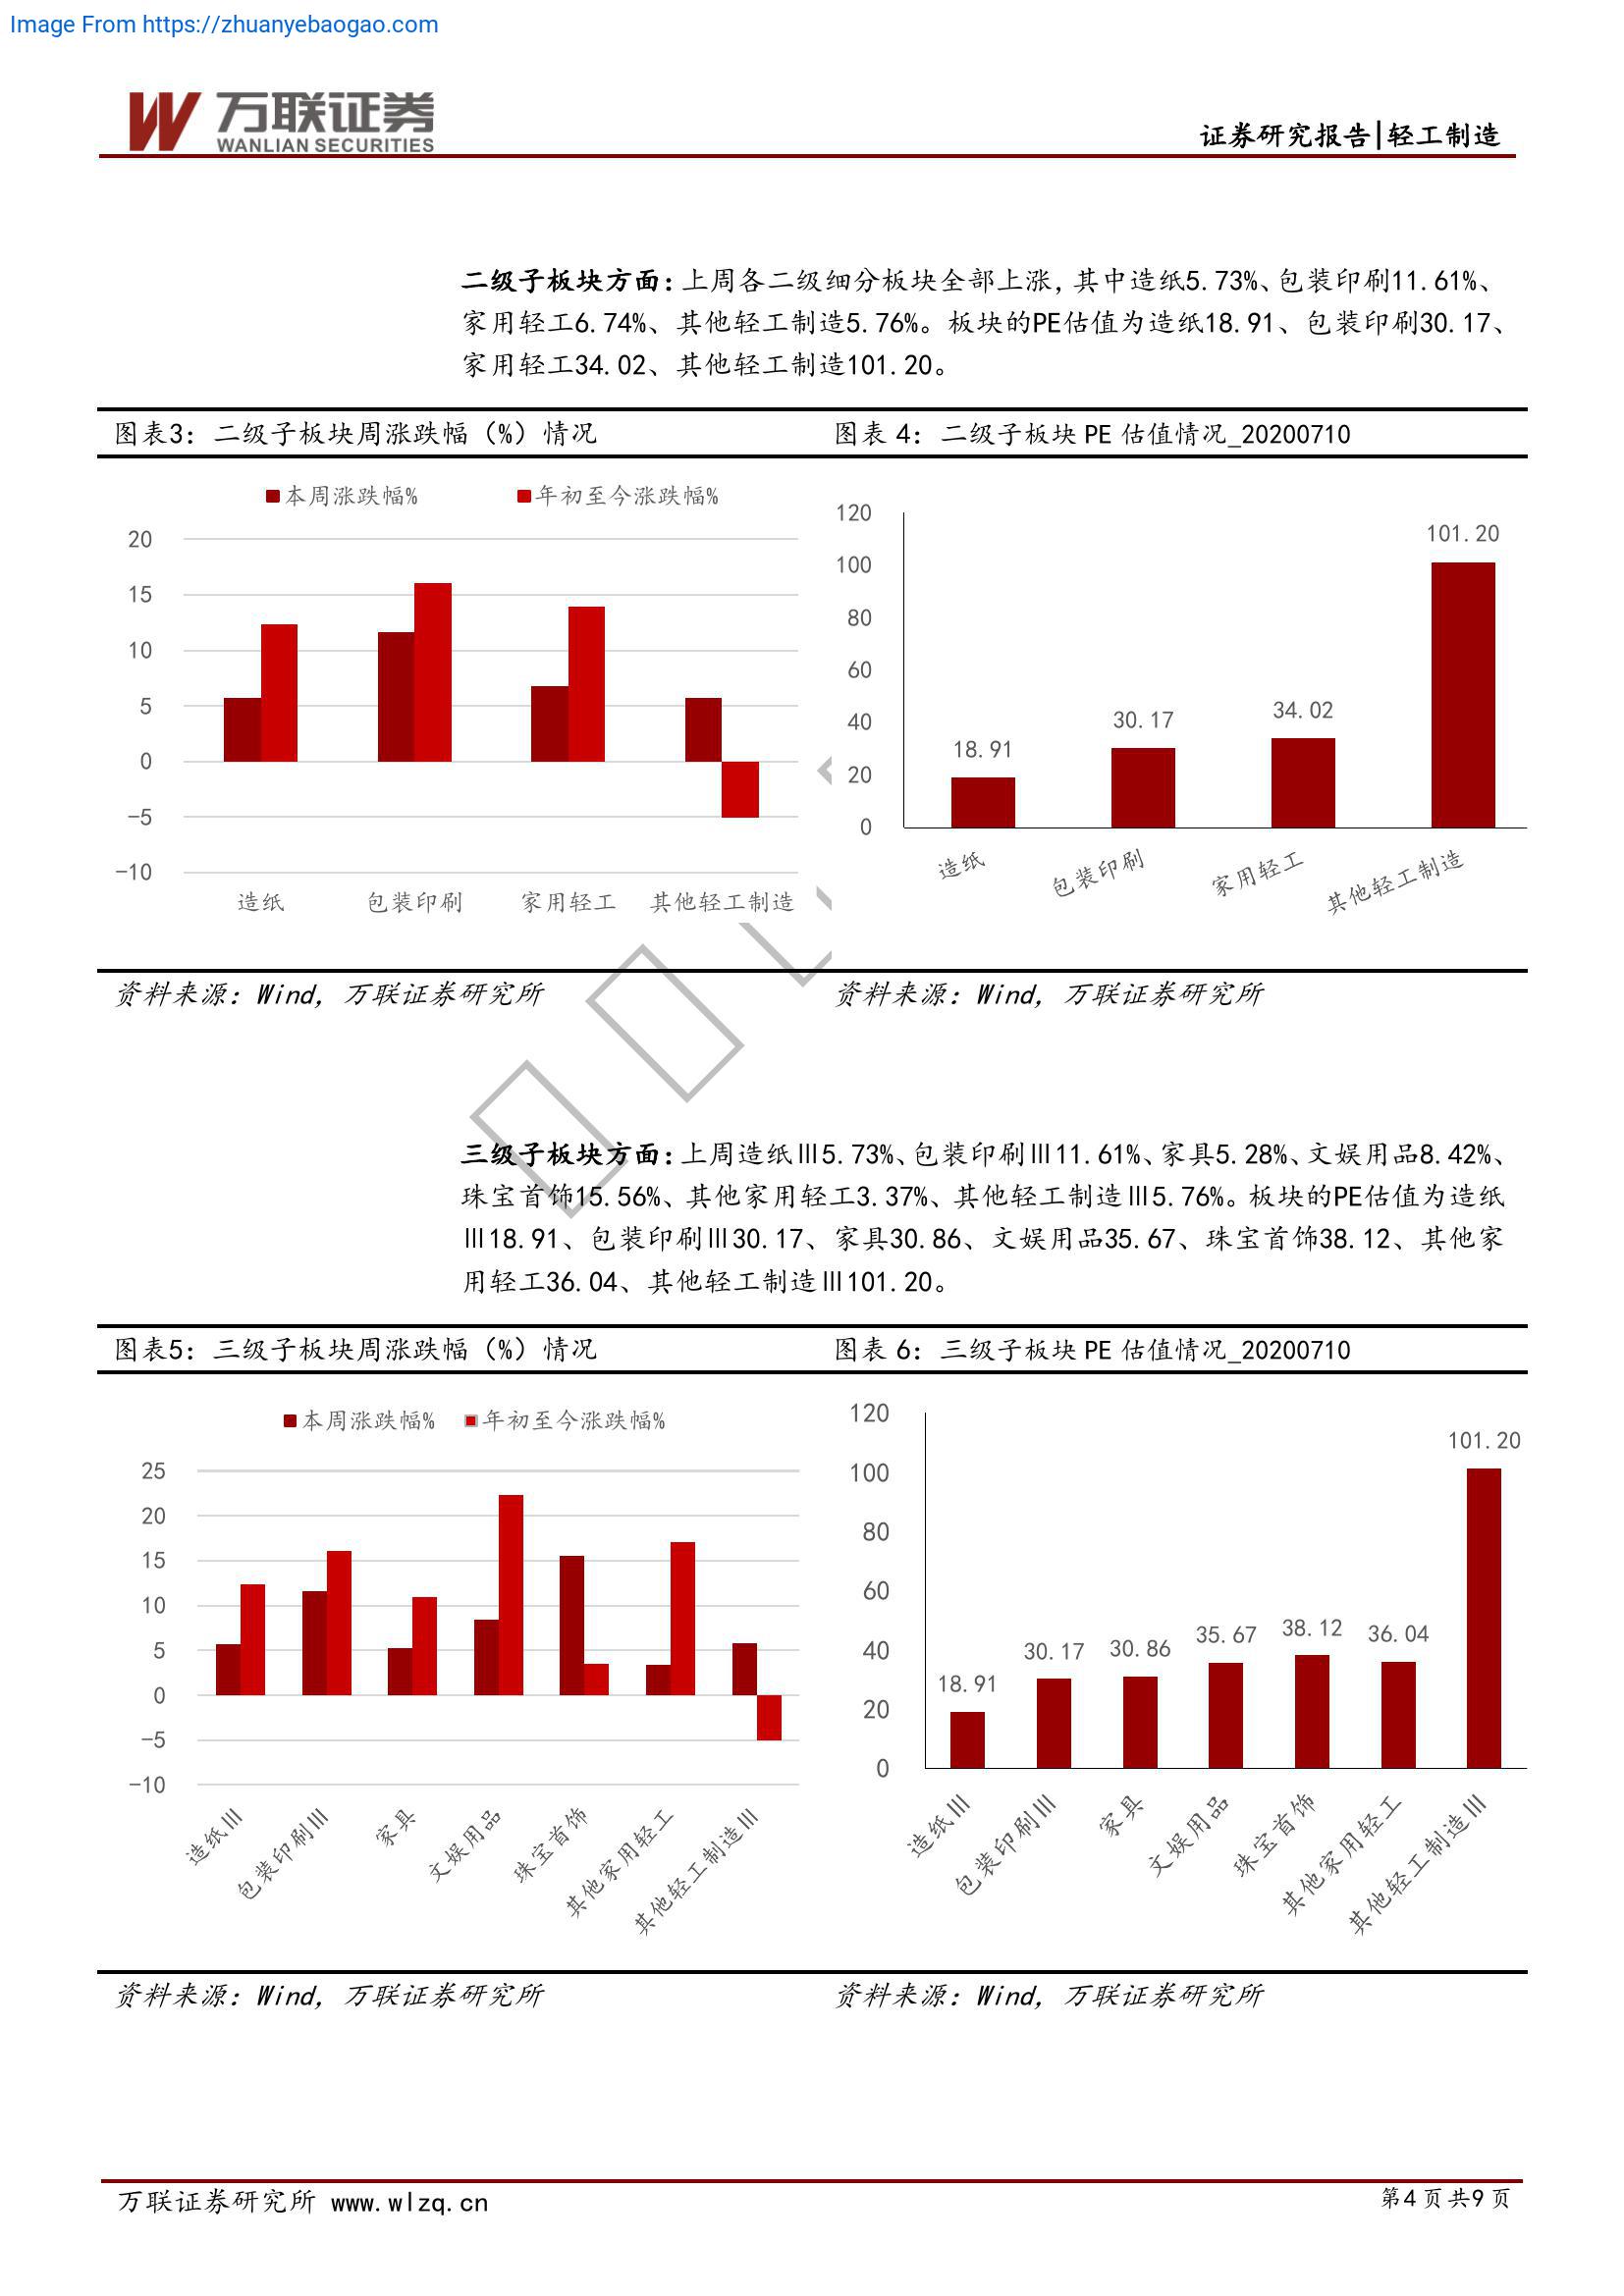 Image From https://zhuanyebaogao.com
万联证券
WANLIAN SECURITIES
证券研究报告|轻工制造
二级子板块方面：上周各二级细分板块全部上涨，其中造纸5.73%、包装印刷11.61%、
家用轻工6.74%、其他轻工制造5.76%。板块的PE估值为造纸18.91、包装印刷30.17、
家用轻工34.02、其他轻工制造101.20。
图表3：二级子板块周涨跌幅（%）情况
图表 4：二级子板块 PE 估值情况_20200710
本周涨跌幅% 年初至今涨跌幅%
20
15
10
5
0
-5
-10
造纸 包装印刷 家用轻工 其他轻工制造
120
100
80
60
40
20
0
18.91 30.17 34.02 101.20
造纸 包装印刷 家用轻工 其他轻工制造
资料来源：Wind，万联证券研究所
资料来源：Wind，万联证券研究所
三级子板块方面：上周造纸Ⅲ5.73%、包装印刷Ⅲ11.61%、家具5.28%、文娱用品8.42%、
珠宝首饰15.56%、其他家用轻工3.37%、其他轻工制造Ⅲ5.76%。板块的PE估值为造纸
Ⅲ18.91、包装印刷Ⅲ30.17、家具30.86、文娱用品35.67、珠宝首饰38.12、其他家
用轻工36.04、其他轻工制造Ⅲ101.20。
图表5：三级子板块周涨跌幅（%）情况
图表 6：三级子板块 PE 估值情况_20200710
本周涨跌幅% 年初至今涨跌幅%
25
20
15
10
5
0
-5
-10
造纸Ⅲ 包装印刷Ⅲ 家具 文娱用品 珠宝首饰 其他家用轻工 其他轻工制造Ⅲ
120
100
80
60
40
20
0
18.91 30.17 30.86 35.67 38.12 36.04 101.20
造纸Ⅲ 包装印刷Ⅲ 家具 文娱用品 珠宝首饰 其他家用轻工 其他轻工制造Ⅲ
资料来源：Wind，万联证券研究所
资料来源：Wind，万联证券研究所
万联证券研究所 www.wlzq.cn
第4页共9页